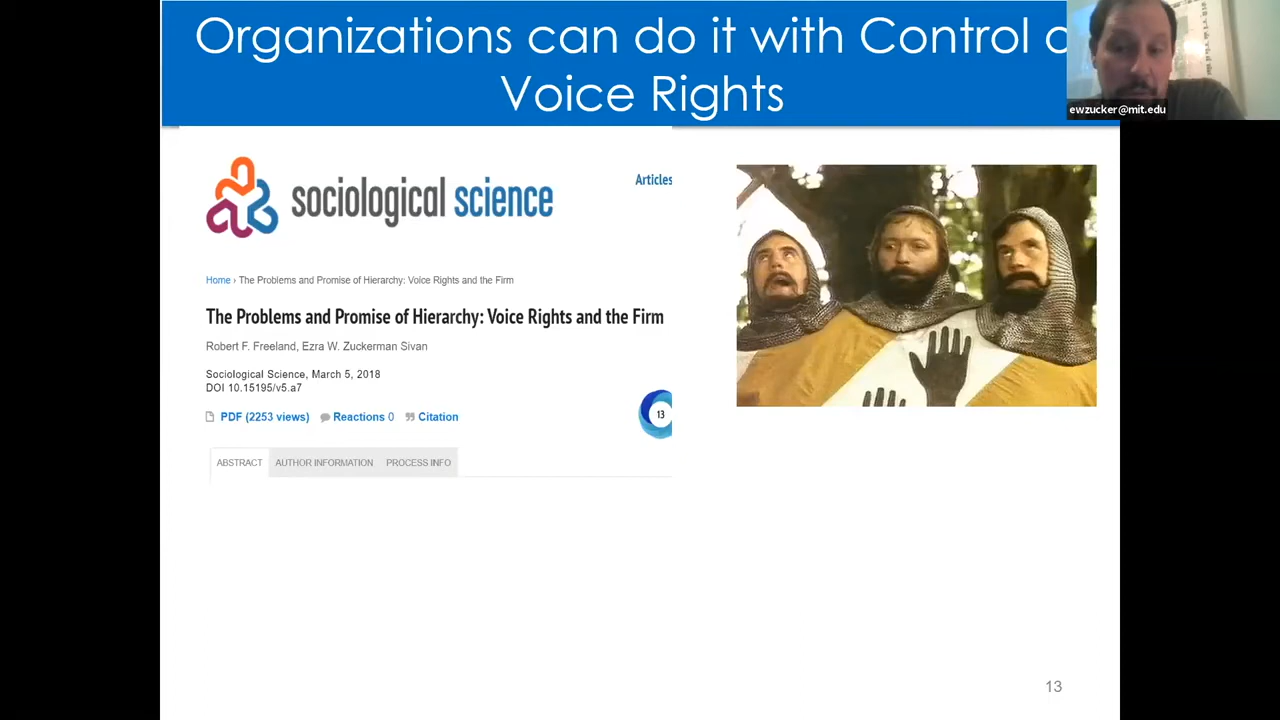 Organizations can do it with Control
Voice Rights
ewzucker@mit.edu
sociological science
Articles
Home › The Problems and Promise of Hierarchy: Voice Rights and the Firm
The Problems and Promise of Hierarchy: Voice Rights and the Firm
Robert F. Freeland, Ezra W. Zuckerman Sivan
Sociological Science, March 5, 2018
DOI 10.15195/v5.a7
PDF (2253 views) Reactions 0 Citation
13
ABSTRACT AUTHOR INFORMATION PROCESS INFO
13